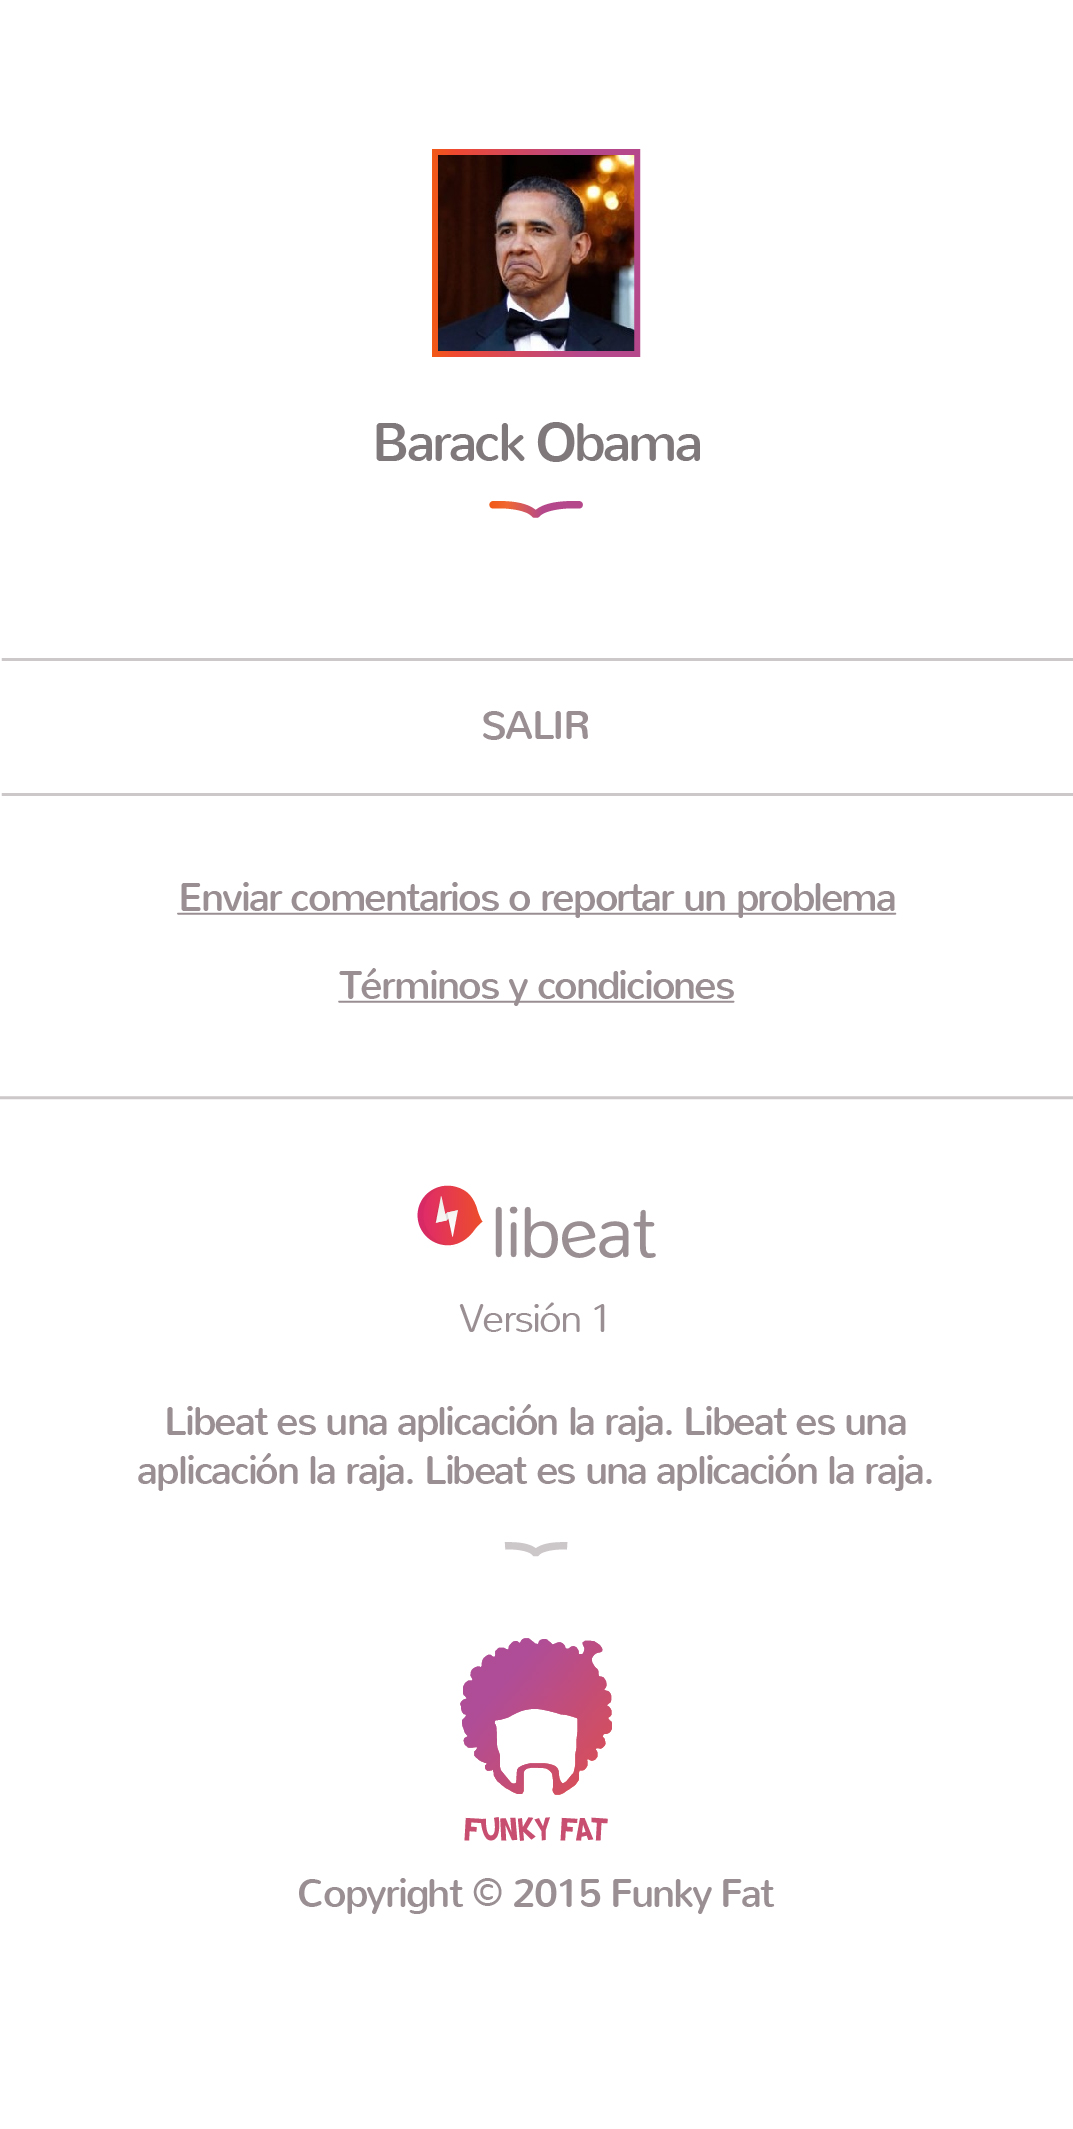 Barack Obama
SALIR
Enviar comentarios o reportar un problema
Términos y condiciones
libeat
Versión 1
Libeat es una aplicación la raja. Libeat es una
aplicación la raja. Libeat es una aplicación la raja.
FUNKY FAT
Copyright © 2015 Funky Fat